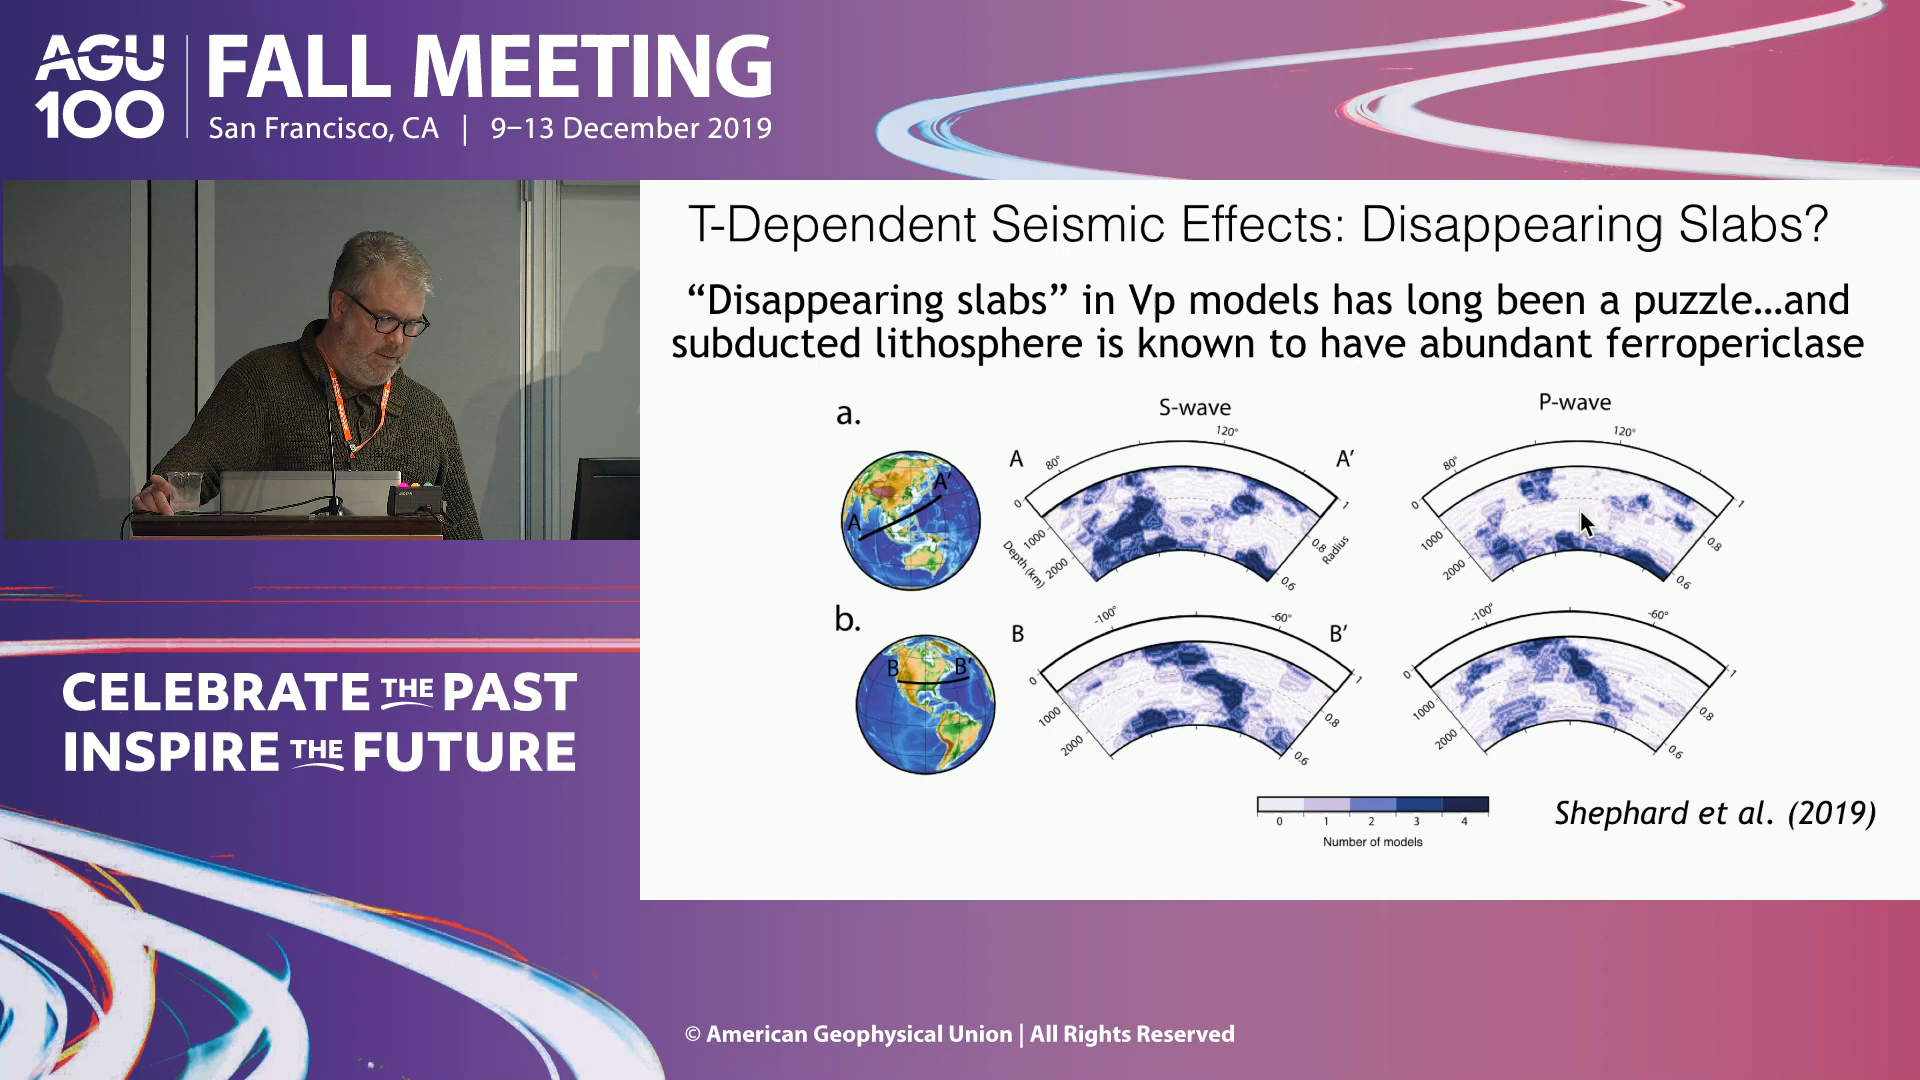 AGU
100
FALL MEETING
San Francisco, CA | 9–13 December 2019
T-Dependent Seismic Effects: Disappearing Slabs?
“Disappearing slabs” in Vp models has long been a puzzle...and
subducted lithosphere is known to have abundant ferropericlase
a.
S-wave
P-wave
A
A’
80°
120°
80°
120°
A
A’
0
1
0
1
1000
2000
Depth (km)
0.8
0.6
Radius
1000
2000
0.8
0.6
b.
B
B’
-100°
-60°
-100°
-60°
B
B’
0
1
0
1
1000
2000
0.8
0.6
1000
2000
0.8
0.6
0 1 2 3 4
Number of models
Shephard et al. (2019)
CELEBRATE THE PAST
INSPIRE THE FUTURE
© American Geophysical Union | All Rights Reserved